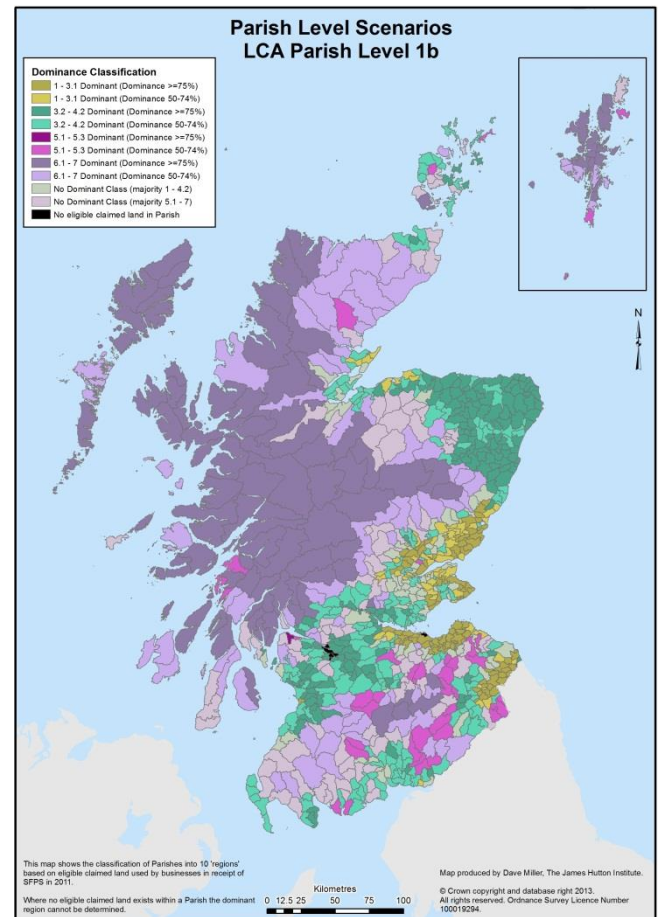 Parish Level Scenarios
LCA Parish Level 1b
Dominance Classification
1 - 3.1 Dominant (Dominance >=75%)
1 - 3.1 Dominant (Dominance 50-74%)
3.2 - 4.2 Dominant (Dominance >=75%)
3.2 - 4.2 Dominant (Dominance 50-74%)
5.1 - 5.3 Dominant (Dominance >=75%)
5.1 - 5.3 Dominant (Dominance 50-74%)
6.1 - 7 Dominant (Dominance >=75%)
6.1 - 7 Dominant (Dominance 50-74%)
No Dominant Class (majority 1 - 4.2)
No Dominant Class (majority 5.1 - 7)
No eligible claimed land in Parish
N
This map shows the classification of Parishes into 10 'regions'
based on eligible claimed land used by businesses in receipt of
SFPS in 2011.
Where no eligible claimed land exists within a Parish the dominant
region cannot be determined.
Kilometres
0 12.5 25 50 75 100
Map produced by Dave Miller, The James Hutton Institute.
© Crown copyright and database right 2013.
All rights reserved. Ordnance Survey Licence Number
100019294.